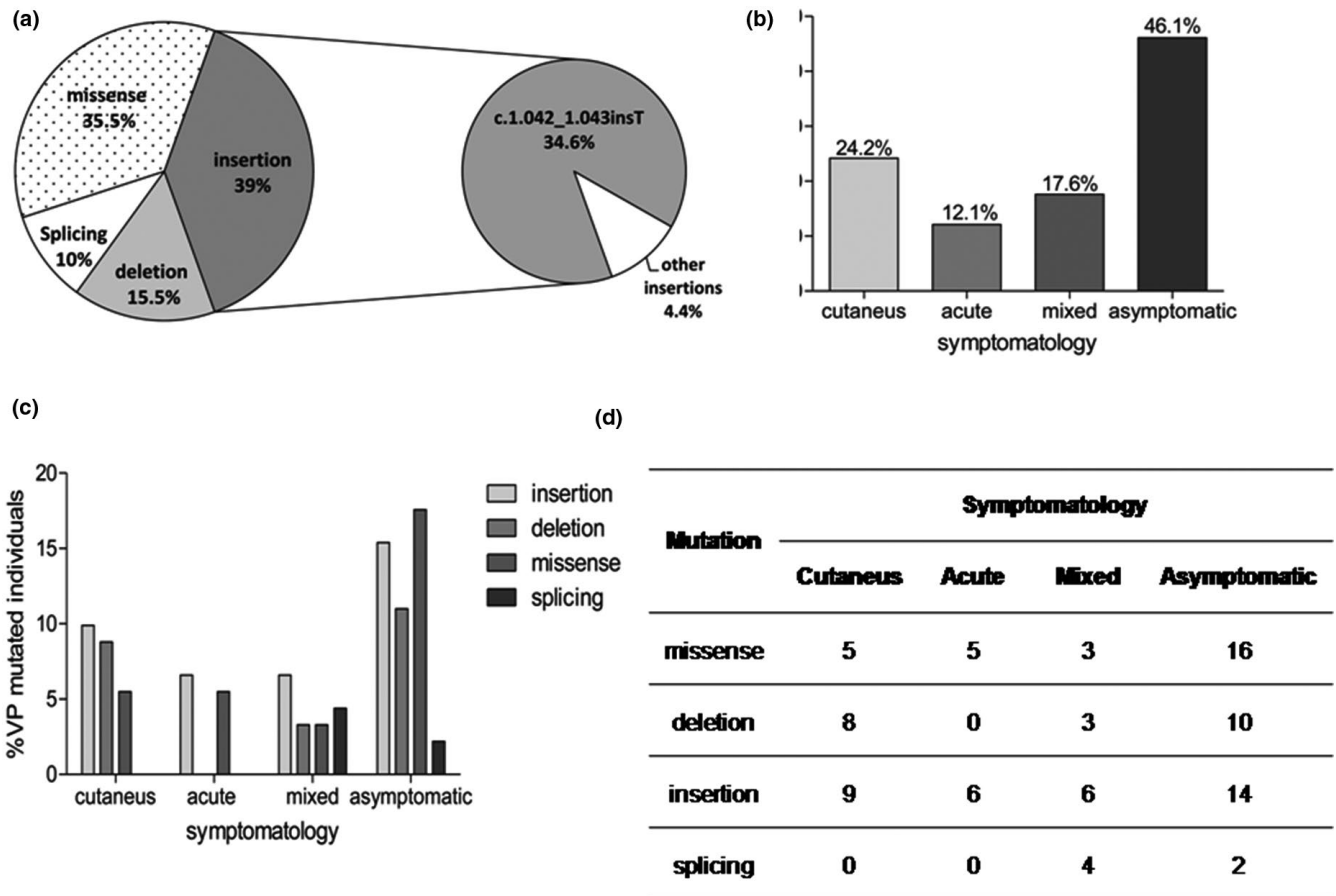 (a)
missense
35.5%
insertion
39%
Splicing
10%
deletion
15.5%
c.1.042_1.043insT
34.6%
other
insertions
4.4%
(b)
24.2%
12.1%
17.6%
46.1%
cutaneus acute mixed asymptomatic
symptomatology
(c)
%VP mutated individuals
20
15
10
5
0
cutaneus acute mixed asymptomatic
symptomatology
insertion
deletion
missense
splicing
(d)
Mutation
Symptomatology
Cutaneus Acute Mixed Asymptomatic
missense 5 5 3 16
deletion 8 0 3 10
insertion 9 6 6 14
splicing 0 0 4 2